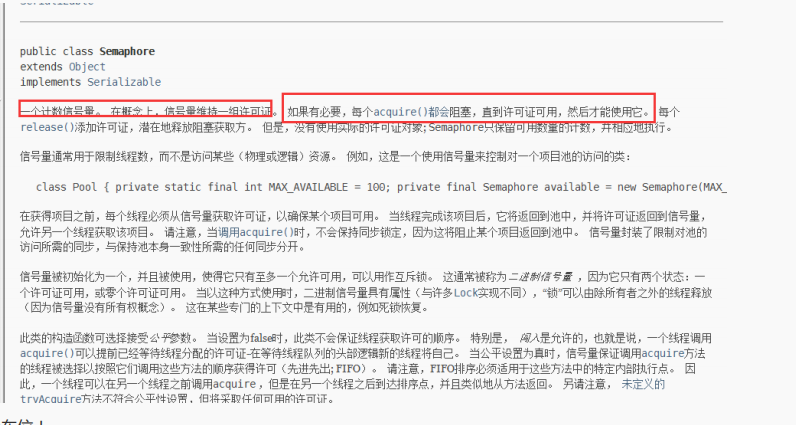 public class Semaphore
extends Object
implements Serializable
一个计数信号量。 在概念上，信号量维持一组许可证。 如果有必要，每个acquire()都会阻塞，直到许可证可用，然后才能使用它。 每个
release()添加许可证，潜在地释放阻塞获取方。 但是，没有使用实际的许可证对象;Semaphore只保留可用数量的计数，并相应地执行。
信号量通常用于限制线程数，而不是访问某些（物理或逻辑）资源。 例如，这是一个使用信号量来控制对一个项目池的访问的类：
class Pool { private static final int MAX_AVAILABLE = 100; private final Semaphore available = new Semaphore(MAX_
在获得项目之前，每个线程必须从信号量获取许可证，以确保某个项目可用。 当线程完成该项目后，它将返回到池中，并将许可证返回到信号量，
允许另一个线程获取该项目。 请注意，当调用acquire()时，不会保持同步锁定，因为这将阻止某个项目返回到池中。 信号量封装了限制对池的
访问所需的同步，与保持池本身一致性所需的任何同步分开。
信号量被初始化为一个，并且被使用，使得它只有至多一个允许可用，可以用作互斥锁。 这通常被称为二进制信号量 ，因为它只有两个状态：一
个许可证可用，或零个许可证可用。 当以这种方式使用时，二进制信号量具有属性（与许多Lock实现不同），“锁”可以由除所有者之外的线程释放
（因为信号量没有所有权概念）。 这在某些专门的上下文中是有用的，例如死锁恢复。
此类的构造函数可选择接受公平参数。 当设置为false时，此类不会保证线程获取许可的顺序。 特别是， 闯入是允许的，也就是说，一个线程调用
acquire()可以提前已经等待线程分配的许可证-在等待线程队列的头部逻辑新的线程将自己。 当公平设置为真时，信号量保证调用acquire方法
的线程被选择以按照它们调用这些方法的顺序获得许可（先进先出; FIFO）。 请注意，FIFO排序必须适用于这些方法中的特定内部执行点。 因
此，一个线程可以在另一个线程之前调用acquire ，但是在另一个线程之后到达排序点，并且类似地从方法返回。 另请注意， 未定义的
tryAcquire方法不符合公平性设置，但将采取任何可用的许可证。